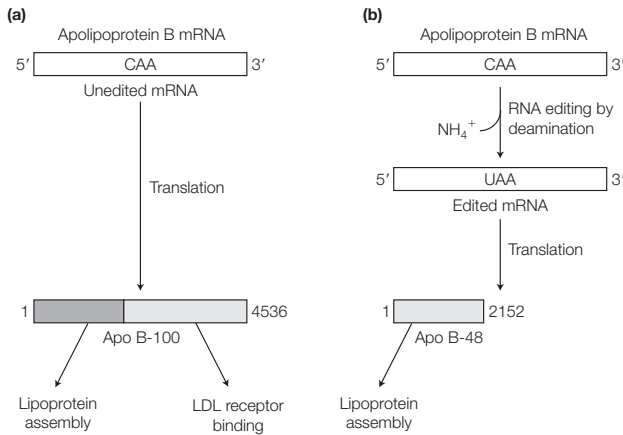 (a)
Apolipoprotein B mRNA
5′ CAA 3′
Unedited mRNA
Translation
1 4536
Apo B-100
Lipoprotein
assembly
LDL receptor
binding
(b)
Apolipoprotein B mRNA
5′ CAA 3′
RNA editing by
deamination
NH4+
5′ UAA 3′
Edited mRNA
Translation
1 2152
Apo B-48
Lipoprotein
assembly